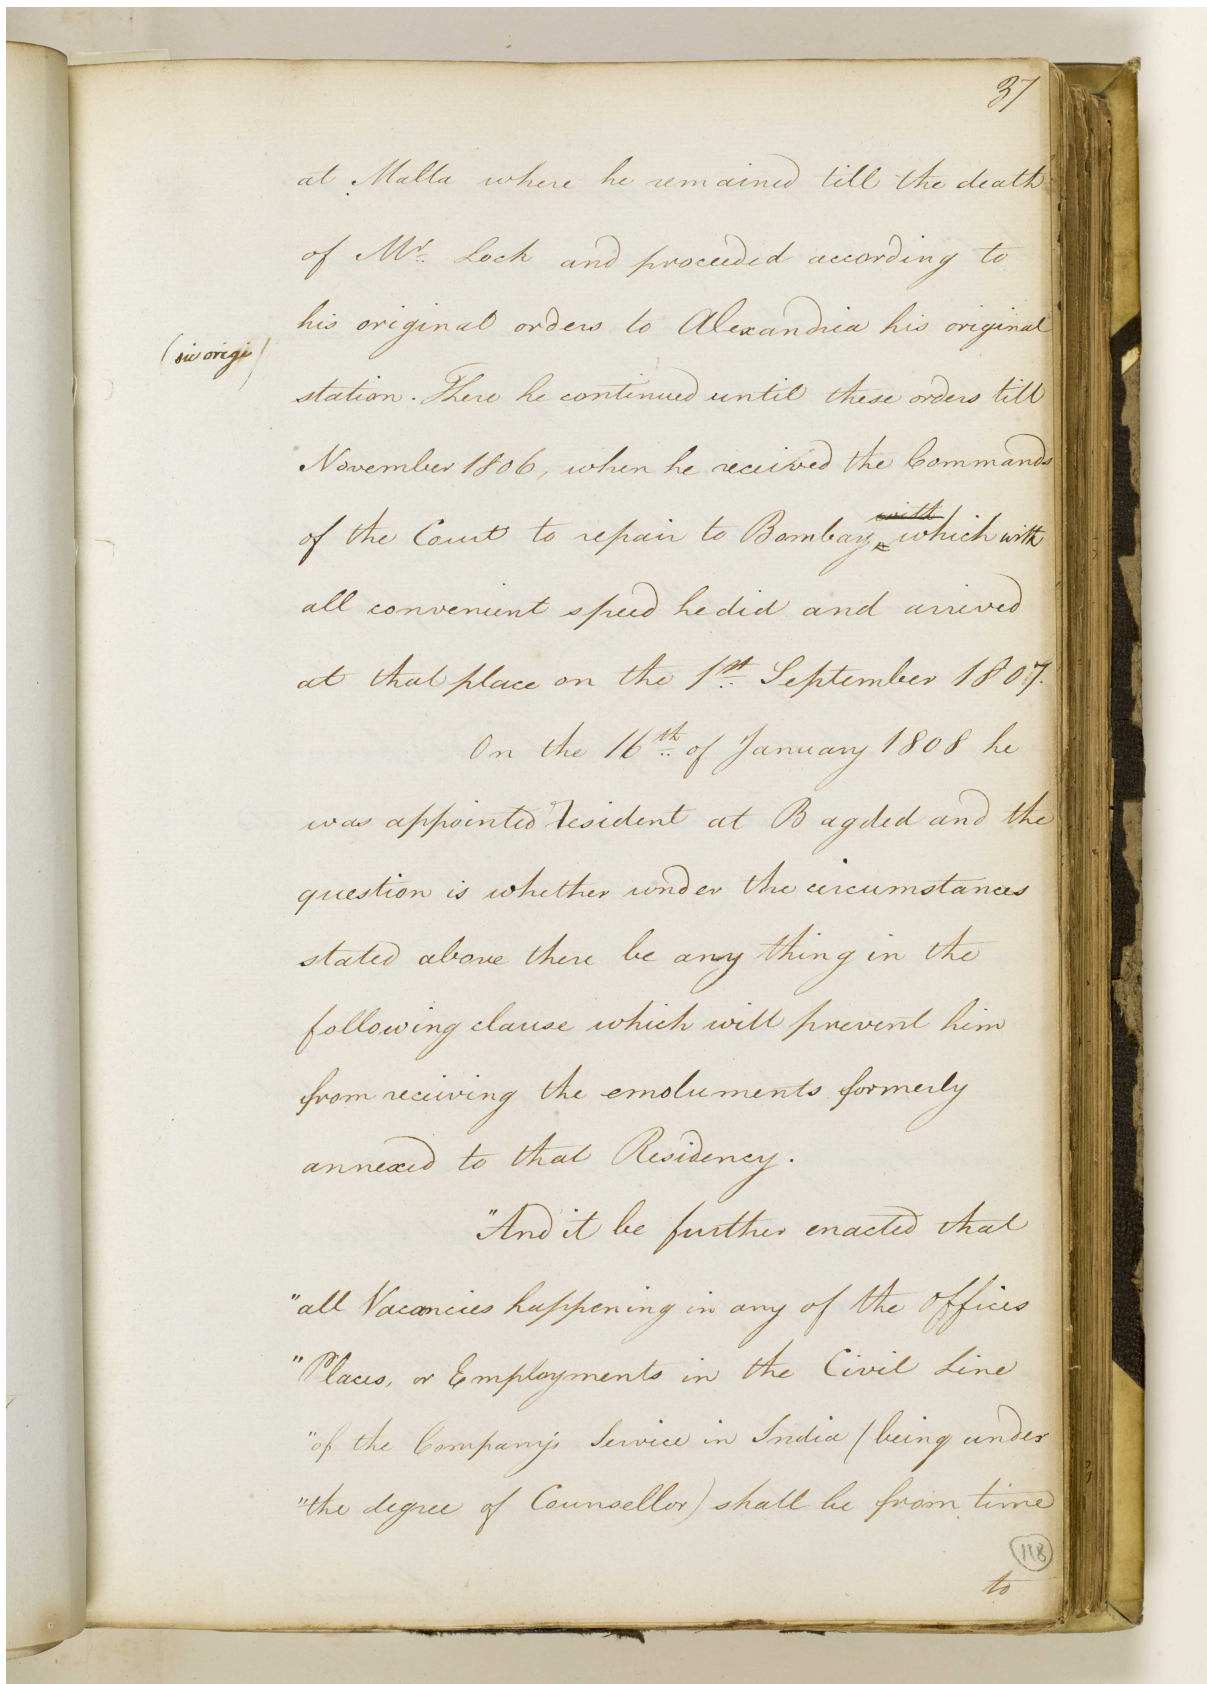 37
at Malta where he remained till the death
of Mr. Lock and proceeded according to
his original orders to Alexandria his original
(sic origi)
station. There he continued until these orders till
November 1806, when he received the Commands
with
of the Court to repair to Bombay which with
all convenient speed he did and arrived
at that place on the 1st. September 1807.
On the 16th. of January 1808 he
was appointed Resident at Bagded and the
question is whether under the circumstances
stated above there be any thing in the
following clause which will prevent him
from receiving the emoluments formerly
annexed to that Residency.
"And it be further enacted that
"all Vacancies happening in any of the Offices
"Places, or Employments in the Civil Line
"of the Company's Service in India (being under
"the degree of Counsellor) shall be from time
118
to